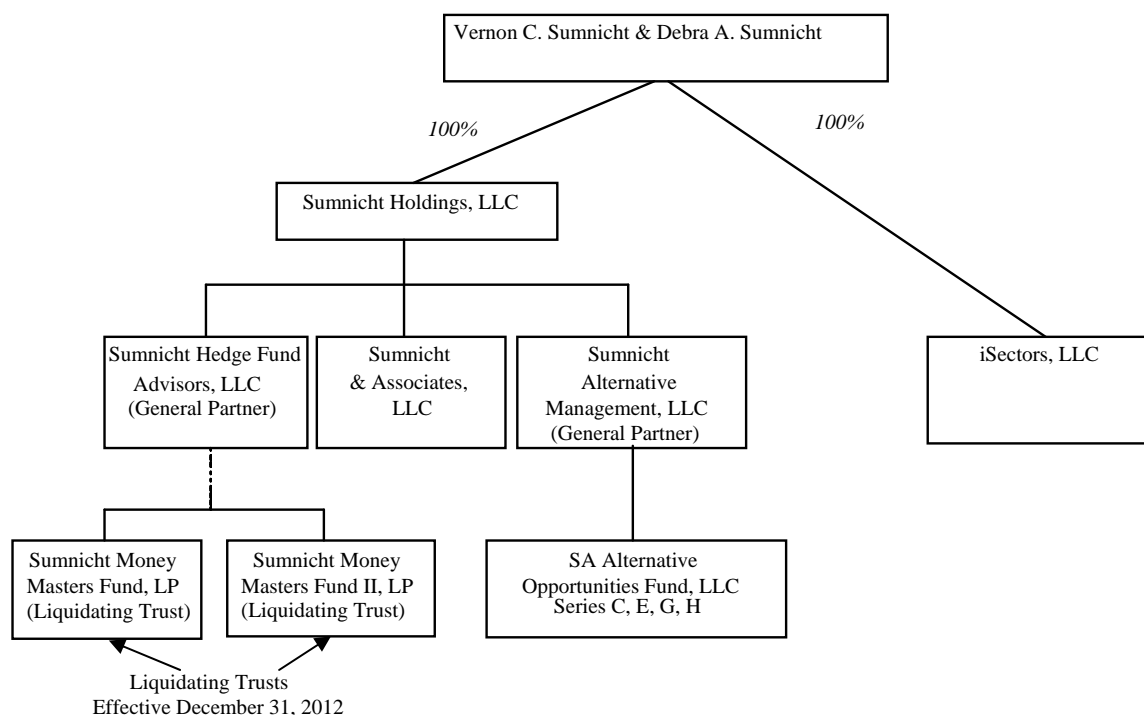 Vernon C. Sumnicht & Debra A. Sumnicht
100%
100%
Sumnicht Holdings, LLC
Sumnicht Hedge Fund
Advisors, LLC
(General Partner)
Sumnicht
& Associates,
LLC
Sumnicht
Alternative
Management, LLC
(General Partner)
iSectors, LLC
Sumnicht Money
Masters Fund, LP
(Liquidating Trust)
Sumnicht Money
Masters Fund II, LP
(Liquidating Trust)
SA Alternative
Opportunities Fund, LLC
Series C, E, G, H
Liquidating Trusts
Effective December 31, 2012